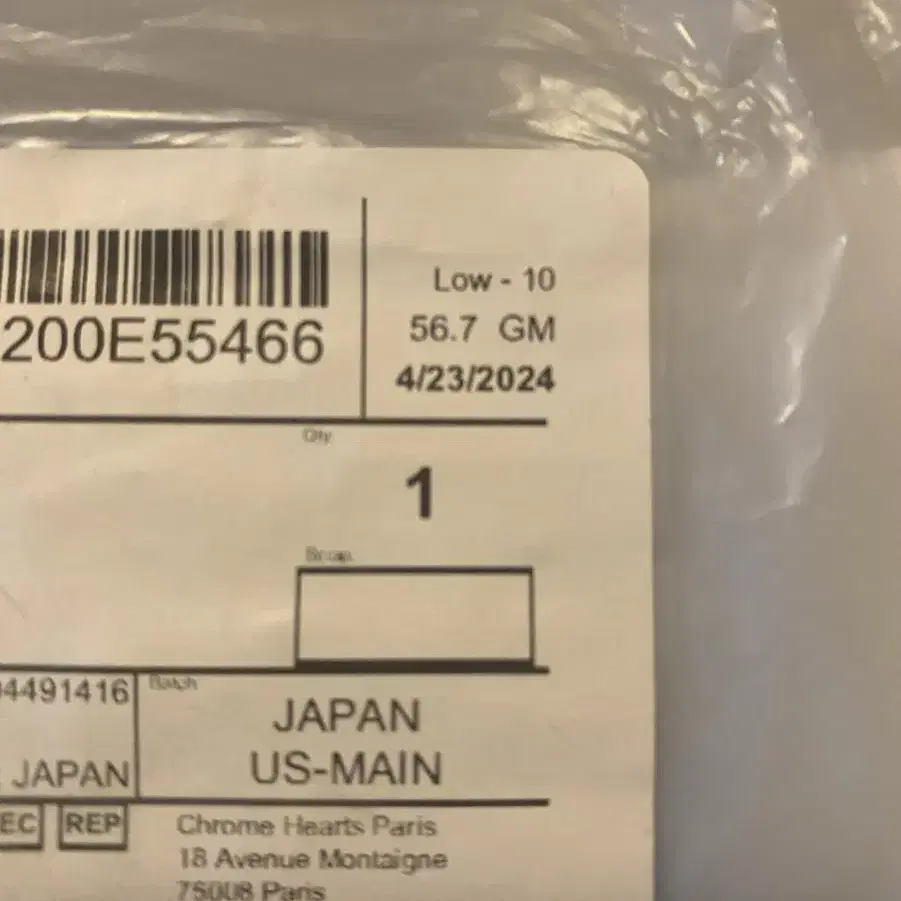 Low - 10
200E55466
56.7 GM
4/23/2024
Qty
1
Scrap
04491416
Batch
JAPAN
US-MAIN
JAPAN
EC
REP
Chrome Hearts Paris
18 Avenue Montaigne
75008 Paris